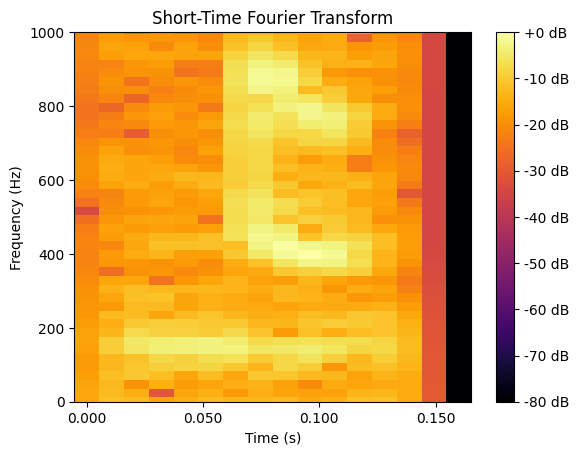 Short-Time Fourier Transform
1000
800
600
400
200
0
Frequency (Hz)
0.000
0.050
0.100
0.150
Time (s)
+0 dB
-10 dB
-20 dB
-30 dB
-40 dB
-50 dB
-60 dB
-70 dB
-80 dB